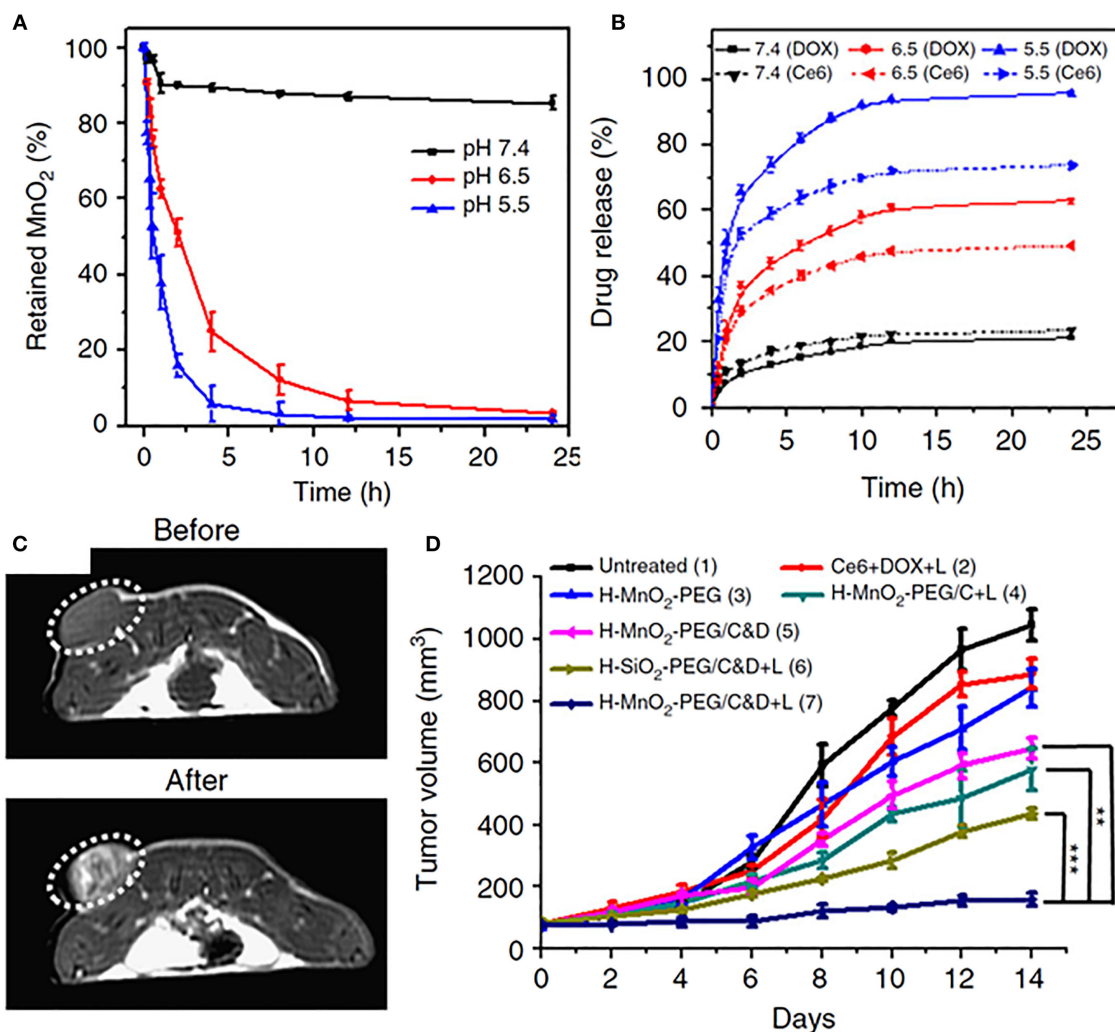 A
Retained MnO₂ (%)
100
80
60
40
20
0
pH 7.4
pH 6.5
pH 5.5
0 5 10 15 20 25
Time (h)
B
Drug release (%)
100
80
60
40
20
0
7.4 (DOX) 6.5 (DOX) 5.5 (DOX)
7.4 (Ce6) 6.5 (Ce6) 5.5 (Ce6)
0 5 10 15 20 25
Time (h)
C
Before
After
D
Tumor volume (mm³)
1200
1000
800
600
400
200
0
Untreated (1) Ce6+DOX+L (2)
H-MnO₂-PEG (3) H-MnO₂-PEG/C+L (4)
H-MnO₂-PEG/C&D (5)
H-SiO₂-PEG/C&D+L (6)
H-MnO₂-PEG/C&D+L (7)
**
***
0 2 4 6 8 10 12 14
Days